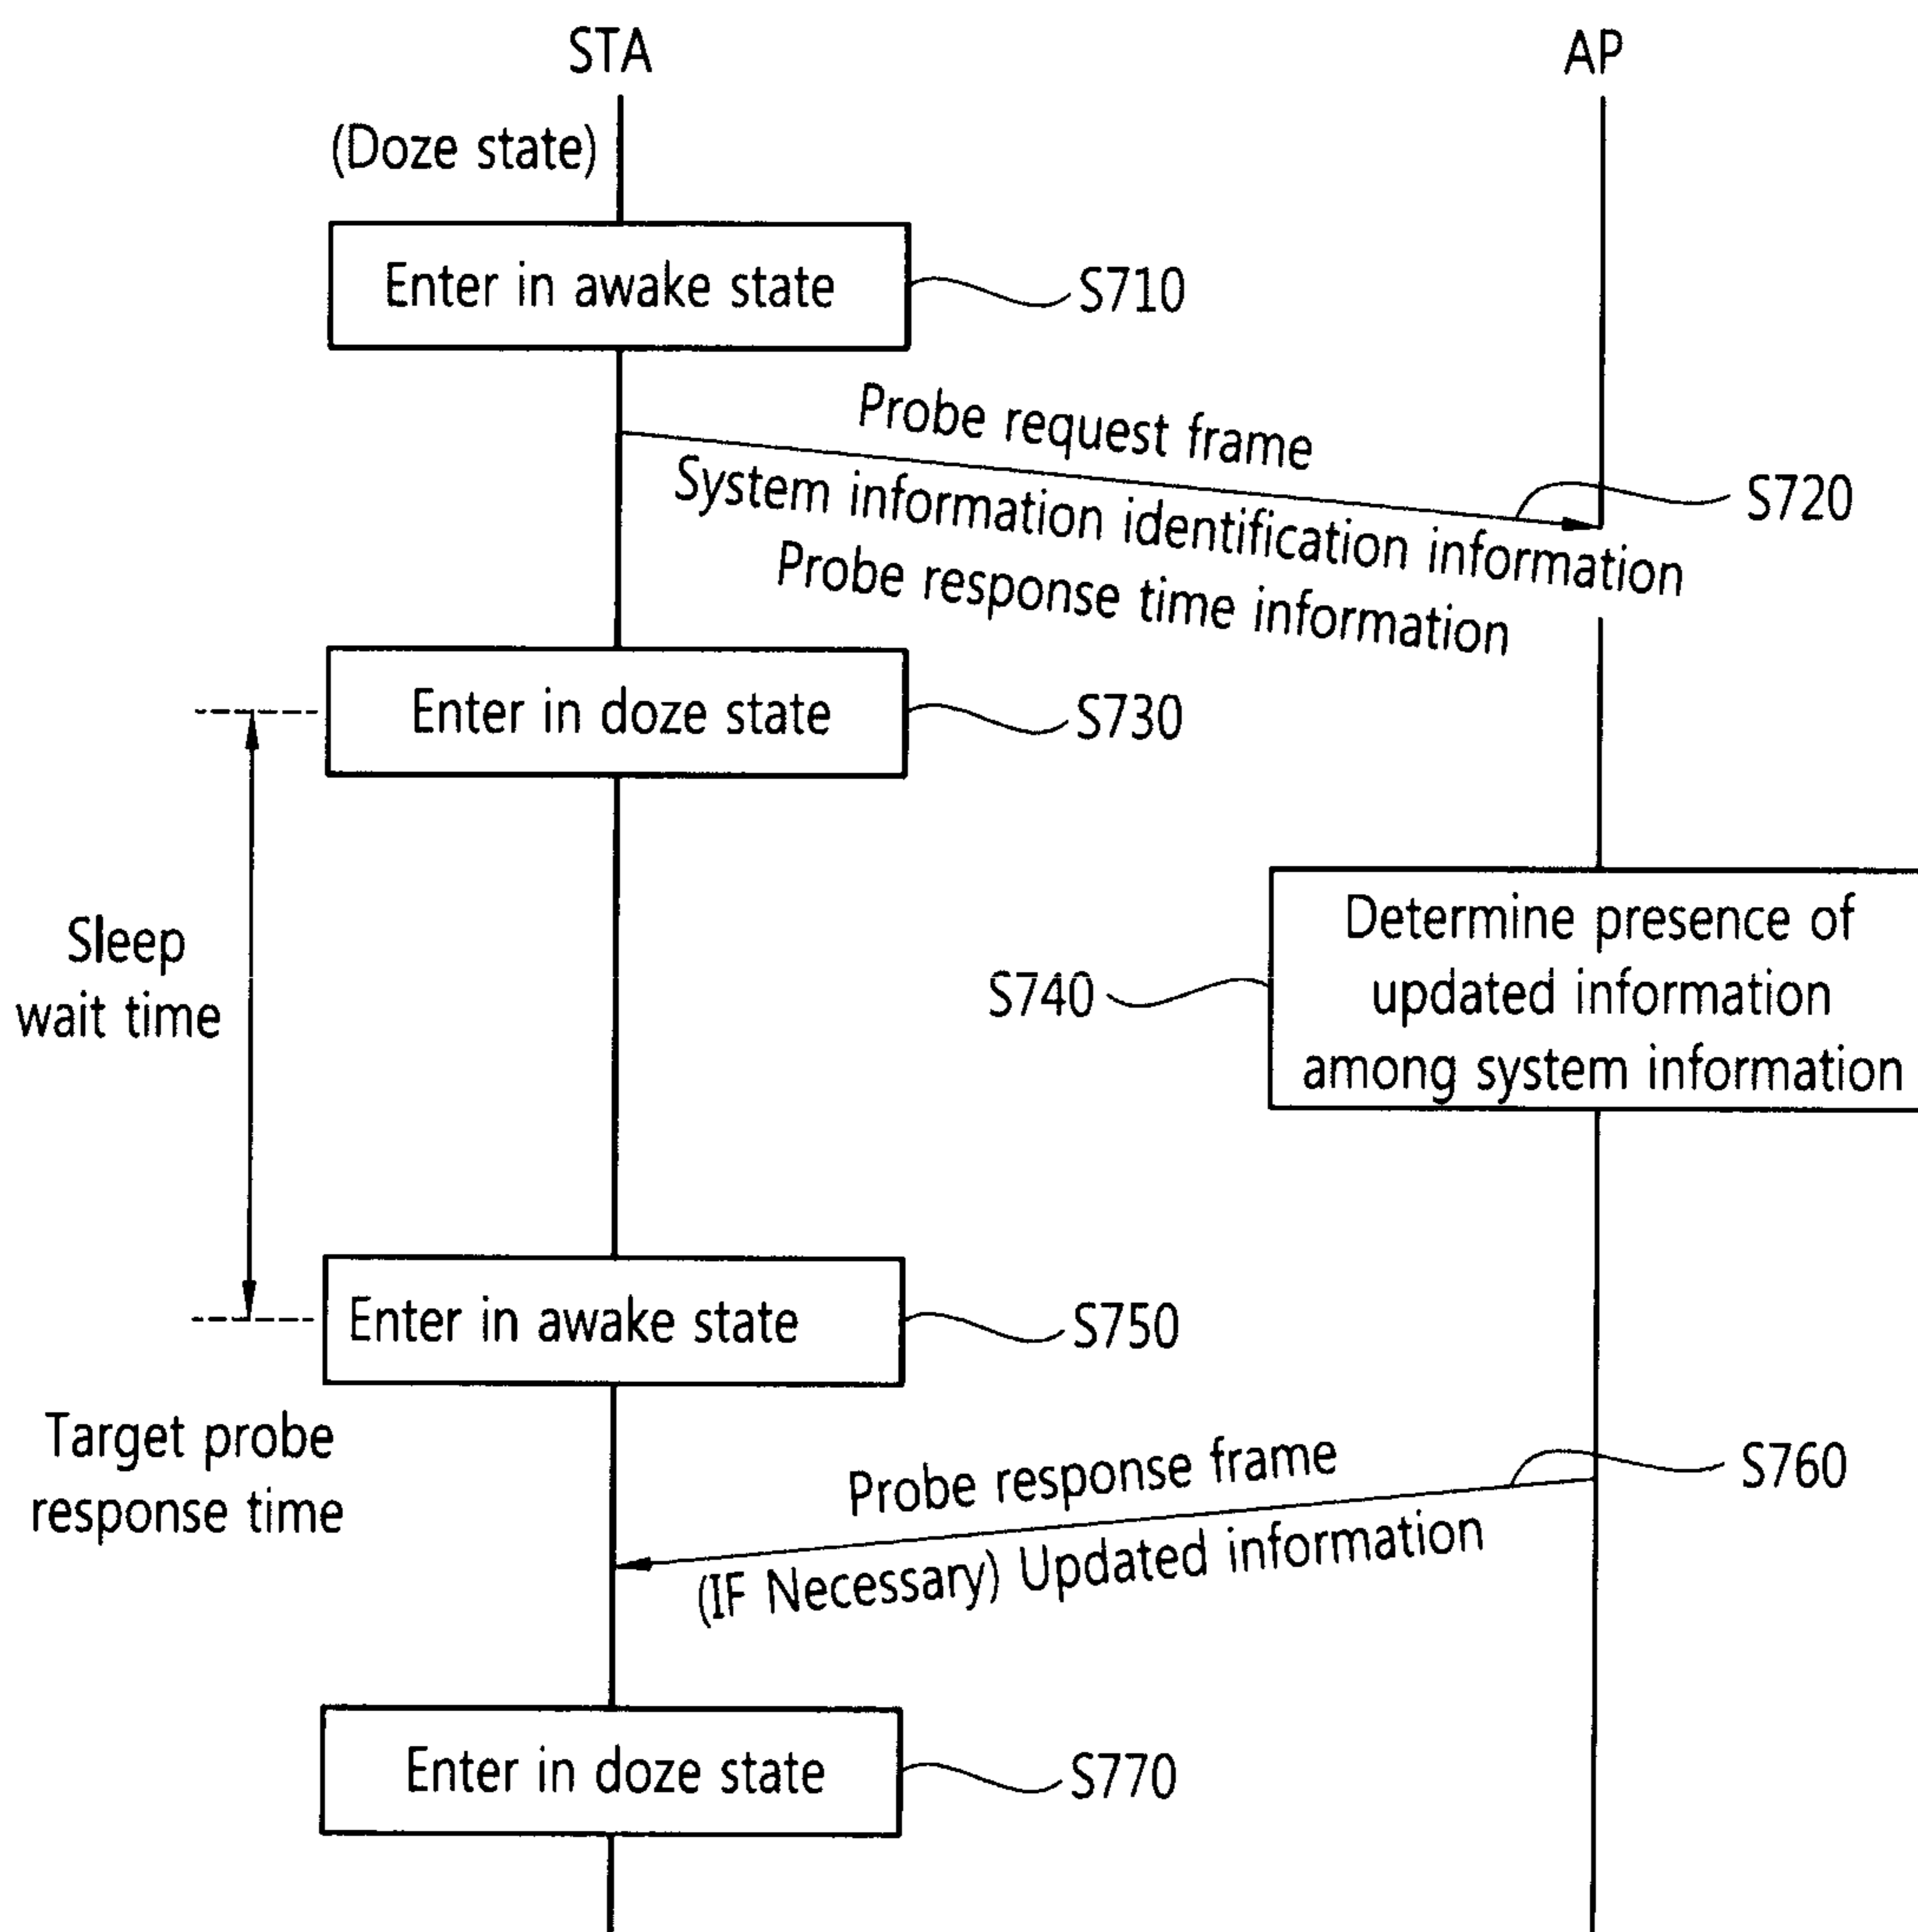 STA
AP
(Doze state)
Enter in awake state
S710
Probe request frame
S720
System information identification information
Probe response time information
Enter in doze state
S730
Sleep
wait time
Determine presence of
updated information
among system information
S740
Enter in awake state
S750
Target probe
response time
Probe response frame
S760
(IF Necessary) Updated information
Enter in doze state
S770